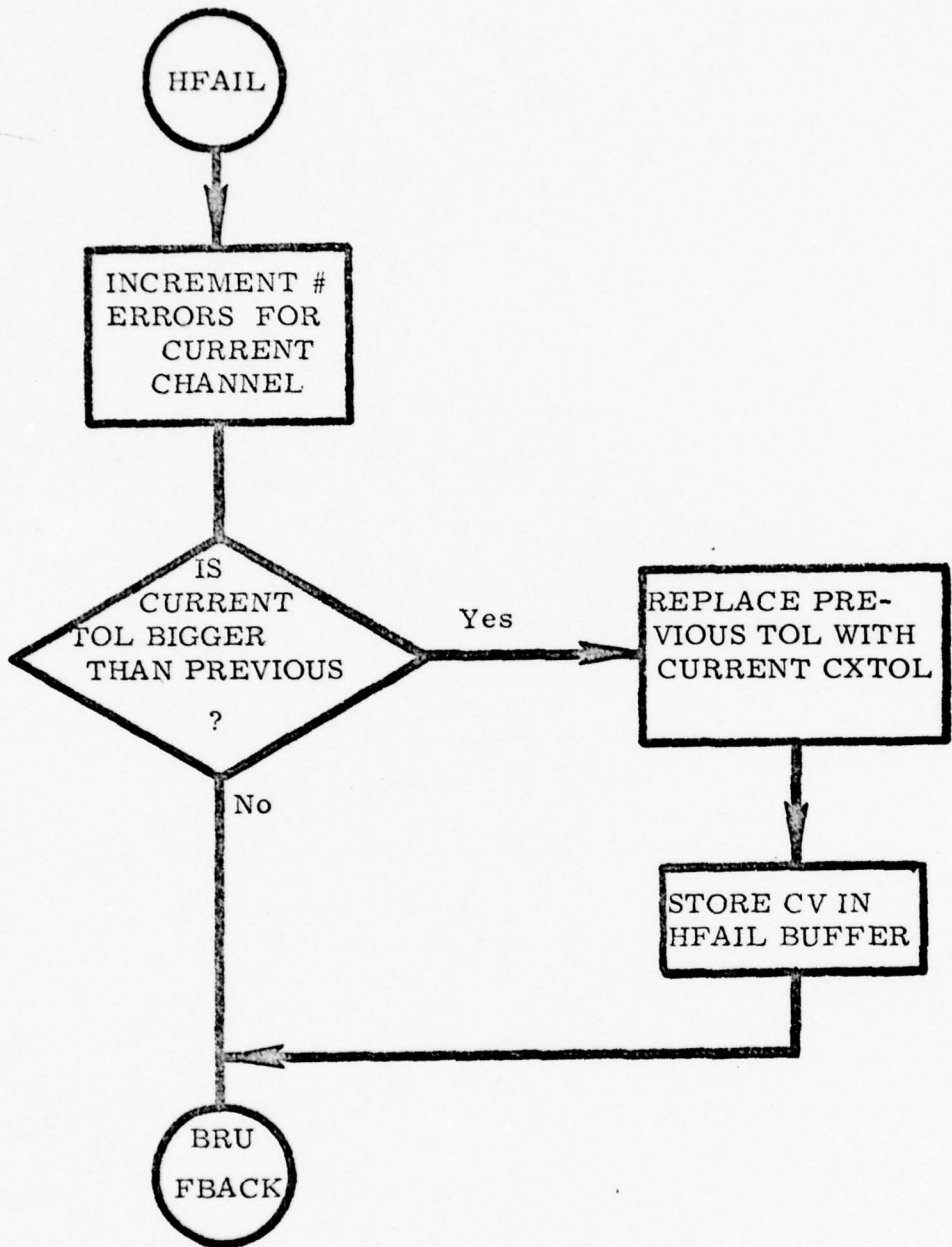 HFAIL
INCREMENT #
ERRORS FOR
CURRENT
CHANNEL
IS
CURRENT
TOL BIGGER
THAN PREVIOUS
?
Yes
REPLACE PRE-
VIOUS TOL WITH
CURRENT CXTOL
No
STORE CV IN
HFAIL BUFFER
BRU
FBACK